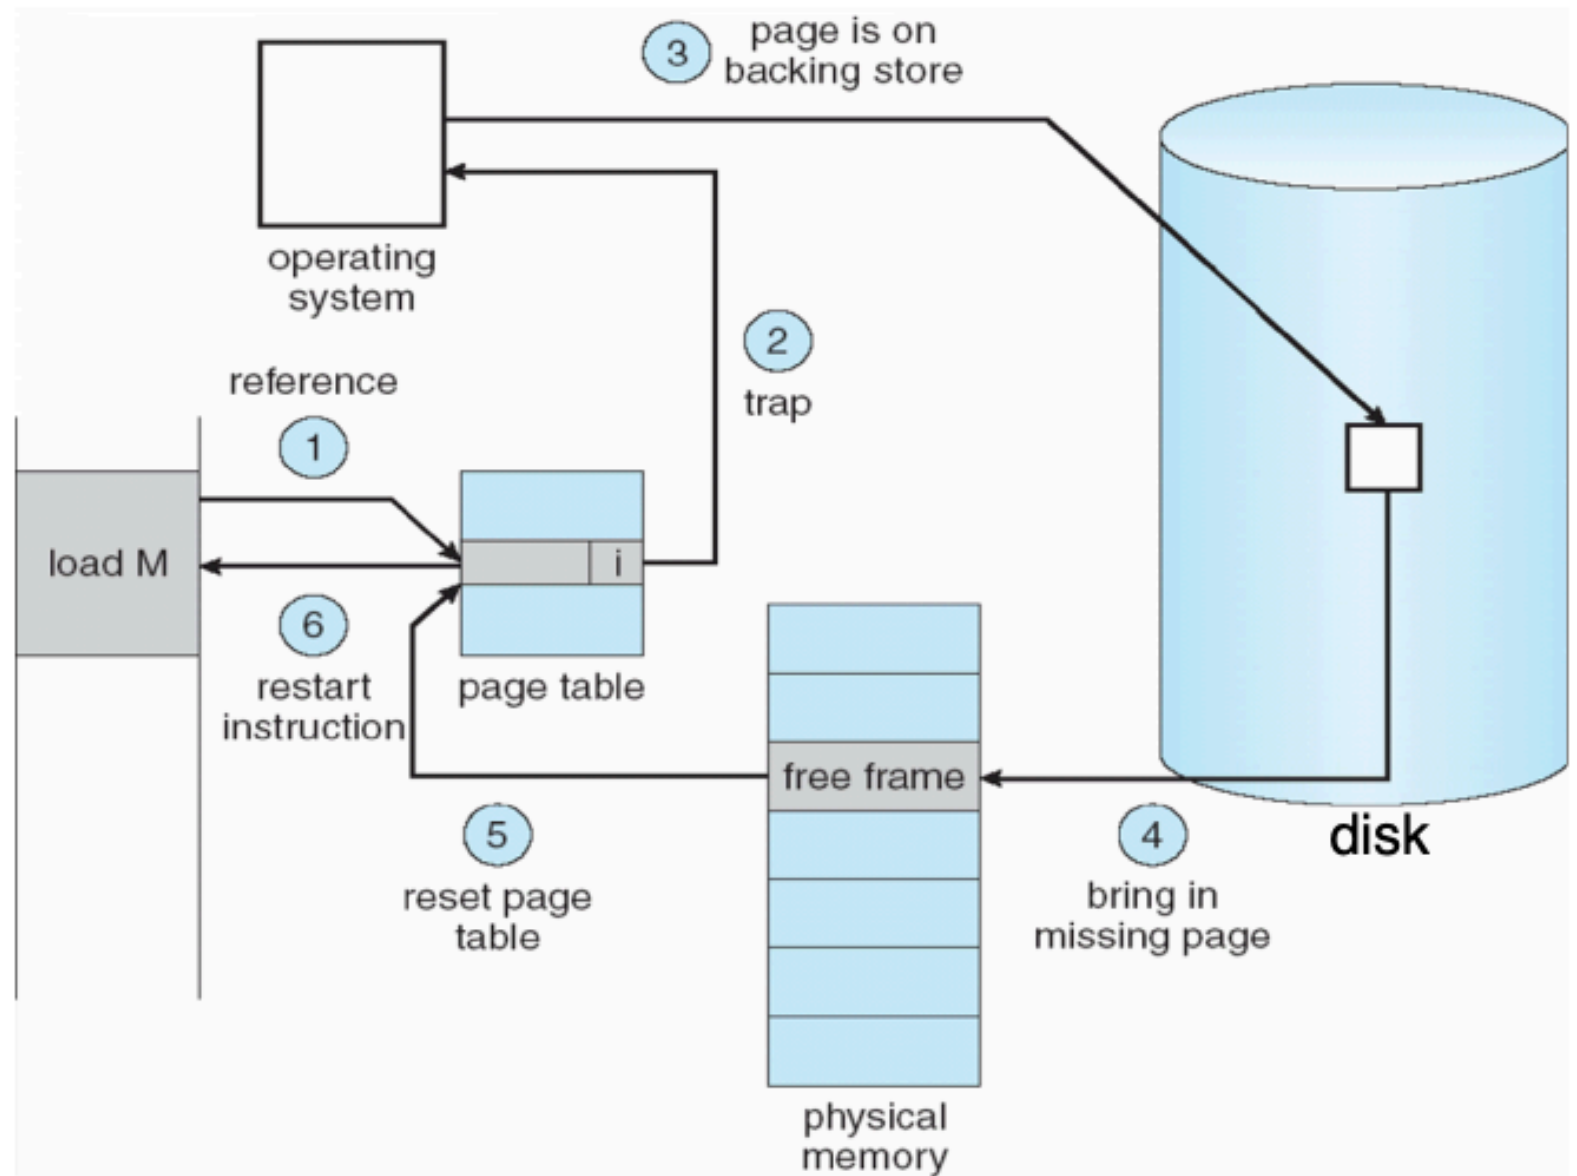 3
page is on
backing store
operating
system
2
trap
reference
1
load M
i
6
restart
instruction
page table
free frame
5
reset page
table
4
bring in
missing page
disk
physical
memory